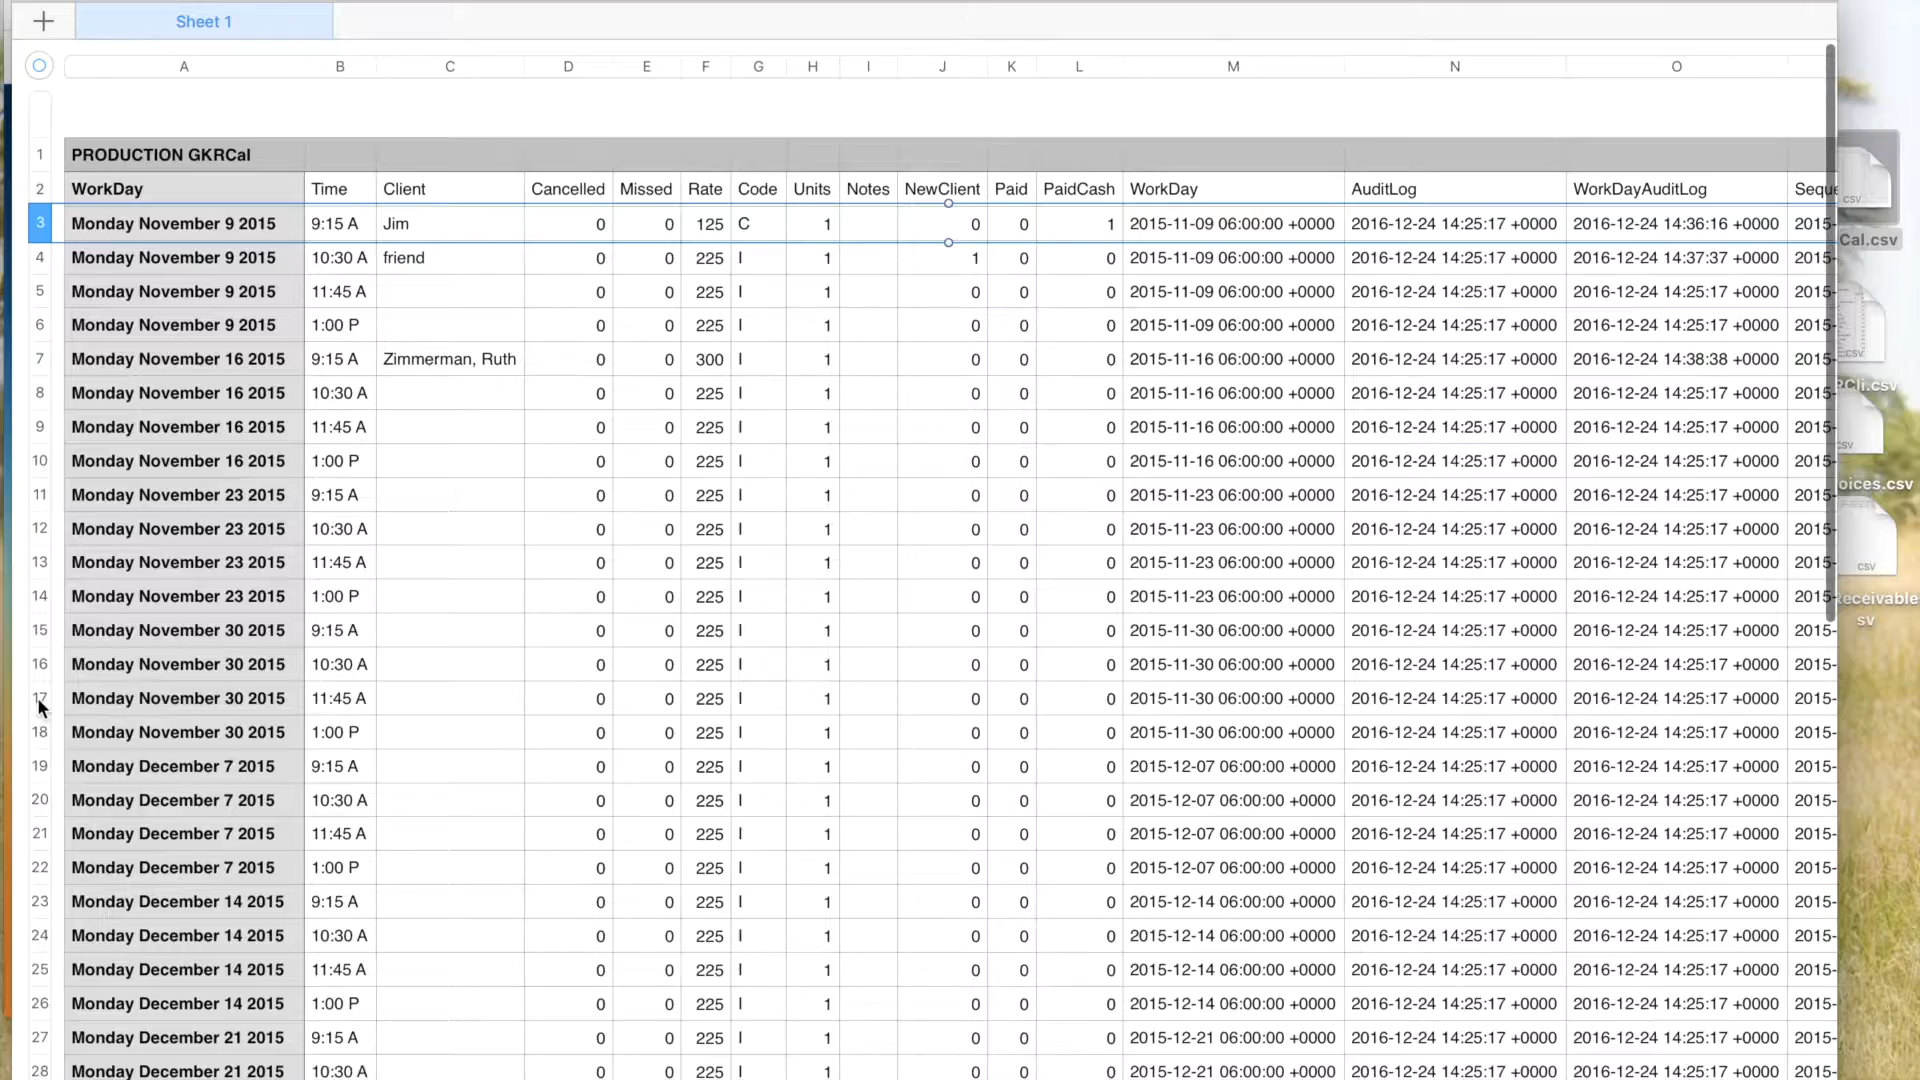 Sheet 1
A B C D E F G H I J K L M N O
1 PRODUCTION GKRCal
2 WorkDay Time Client Cancelled Missed Rate Code Units Notes NewClient Paid PaidCash WorkDay AuditLog WorkDayAuditLog Seque
3 Monday November 9 2015 9:15 A Jim 0 0 125 C 1 0 0 1 2015-11-09 06:00:00 +0000 2016-12-24 14:25:17 +0000 2016-12-24 14:36:16 +0000 2015-
4 Monday November 9 2015 10:30 A friend 0 0 225 I 1 1 0 0 2015-11-09 06:00:00 +0000 2016-12-24 14:25:17 +0000 2016-12-24 14:37:37 +0000 2015-
5 Monday November 9 2015 11:45 A 0 0 225 I 1 0 0 0 2015-11-09 06:00:00 +0000 2016-12-24 14:25:17 +0000 2016-12-24 14:25:17 +0000 2015-
6 Monday November 9 2015 1:00 P 0 0 225 I 1 0 0 0 2015-11-09 06:00:00 +0000 2016-12-24 14:25:17 +0000 2016-12-24 14:25:17 +0000 2015-
7 Monday November 16 2015 9:15 A Zimmerman, Ruth 0 0 300 I 1 0 0 0 2015-11-16 06:00:00 +0000 2016-12-24 14:25:17 +0000 2016-12-24 14:38:38 +0000 2015-
8 Monday November 16 2015 10:30 A 0 0 225 I 1 0 0 0 2015-11-16 06:00:00 +0000 2016-12-24 14:25:17 +0000 2016-12-24 14:25:17 +0000 2015-
9 Monday November 16 2015 11:45 A 0 0 225 I 1 0 0 0 2015-11-16 06:00:00 +0000 2016-12-24 14:25:17 +0000 2016-12-24 14:25:17 +0000 2015-
10 Monday November 16 2015 1:00 P 0 0 225 I 1 0 0 0 2015-11-16 06:00:00 +0000 2016-12-24 14:25:17 +0000 2016-12-24 14:25:17 +0000 2015-
11 Monday November 23 2015 9:15 A 0 0 225 I 1 0 0 0 2015-11-23 06:00:00 +0000 2016-12-24 14:25:17 +0000 2016-12-24 14:25:17 +0000 2015-
12 Monday November 23 2015 10:30 A 0 0 225 I 1 0 0 0 2015-11-23 06:00:00 +0000 2016-12-24 14:25:17 +0000 2016-12-24 14:25:17 +0000 2015-
13 Monday November 23 2015 11:45 A 0 0 225 I 1 0 0 0 2015-11-23 06:00:00 +0000 2016-12-24 14:25:17 +0000 2016-12-24 14:25:17 +0000 2015-
14 Monday November 23 2015 1:00 P 0 0 225 I 1 0 0 0 2015-11-23 06:00:00 +0000 2016-12-24 14:25:17 +0000 2016-12-24 14:25:17 +0000 2015-
15 Monday November 30 2015 9:15 A 0 0 225 I 1 0 0 0 2015-11-30 06:00:00 +0000 2016-12-24 14:25:17 +0000 2016-12-24 14:25:17 +0000 2015-
16 Monday November 30 2015 10:30 A 0 0 225 I 1 0 0 0 2015-11-30 06:00:00 +0000 2016-12-24 14:25:17 +0000 2016-12-24 14:25:17 +0000 2015-
17 Monday November 30 2015 11:45 A 0 0 225 I 1 0 0 0 2015-11-30 06:00:00 +0000 2016-12-24 14:25:17 +0000 2016-12-24 14:25:17 +0000 2015-
18 Monday November 30 2015 1:00 P 0 0 225 I 1 0 0 0 2015-11-30 06:00:00 +0000 2016-12-24 14:25:17 +0000 2016-12-24 14:25:17 +0000 2015-
19 Monday December 7 2015 9:15 A 0 0 225 I 1 0 0 0 2015-12-07 06:00:00 +0000 2016-12-24 14:25:17 +0000 2016-12-24 14:25:17 +0000 2015-
20 Monday December 7 2015 10:30 A 0 0 225 I 1 0 0 0 2015-12-07 06:00:00 +0000 2016-12-24 14:25:17 +0000 2016-12-24 14:25:17 +0000 2015-
21 Monday December 7 2015 11:45 A 0 0 225 I 1 0 0 0 2015-12-07 06:00:00 +0000 2016-12-24 14:25:17 +0000 2016-12-24 14:25:17 +0000 2015-
22 Monday December 7 2015 1:00 P 0 0 225 I 1 0 0 0 2015-12-07 06:00:00 +0000 2016-12-24 14:25:17 +0000 2016-12-24 14:25:17 +0000 2015-
23 Monday December 14 2015 9:15 A 0 0 225 I 1 0 0 0 2015-12-14 06:00:00 +0000 2016-12-24 14:25:17 +0000 2016-12-24 14:25:17 +0000 2015-
24 Monday December 14 2015 10:30 A 0 0 225 I 1 0 0 0 2015-12-14 06:00:00 +0000 2016-12-24 14:25:17 +0000 2016-12-24 14:25:17 +0000 2015-
25 Monday December 14 2015 11:45 A 0 0 225 I 1 0 0 0 2015-12-14 06:00:00 +0000 2016-12-24 14:25:17 +0000 2016-12-24 14:25:17 +0000 2015-
26 Monday December 14 2015 1:00 P 0 0 225 I 1 0 0 0 2015-12-14 06:00:00 +0000 2016-12-24 14:25:17 +0000 2016-12-24 14:25:17 +0000 2015-
27 Monday December 21 2015 9:15 A 0 0 225 I 1 0 0 0 2015-12-21 06:00:00 +0000 2016-12-24 14:25:17 +0000 2016-12-24 14:25:17 +0000 2015-
28 Monday December 21 2015 10:30 A 0 0 225 I 1 0 0 0 2015-12-21 06:00:00 +0000 2016-12-24 14:25:17 +0000 2016-12-24 14:25:17 +0000 2015-
csv
Cal.csv
csv
RCli.csv
csv
oices.csv
csv
Receivable
sv